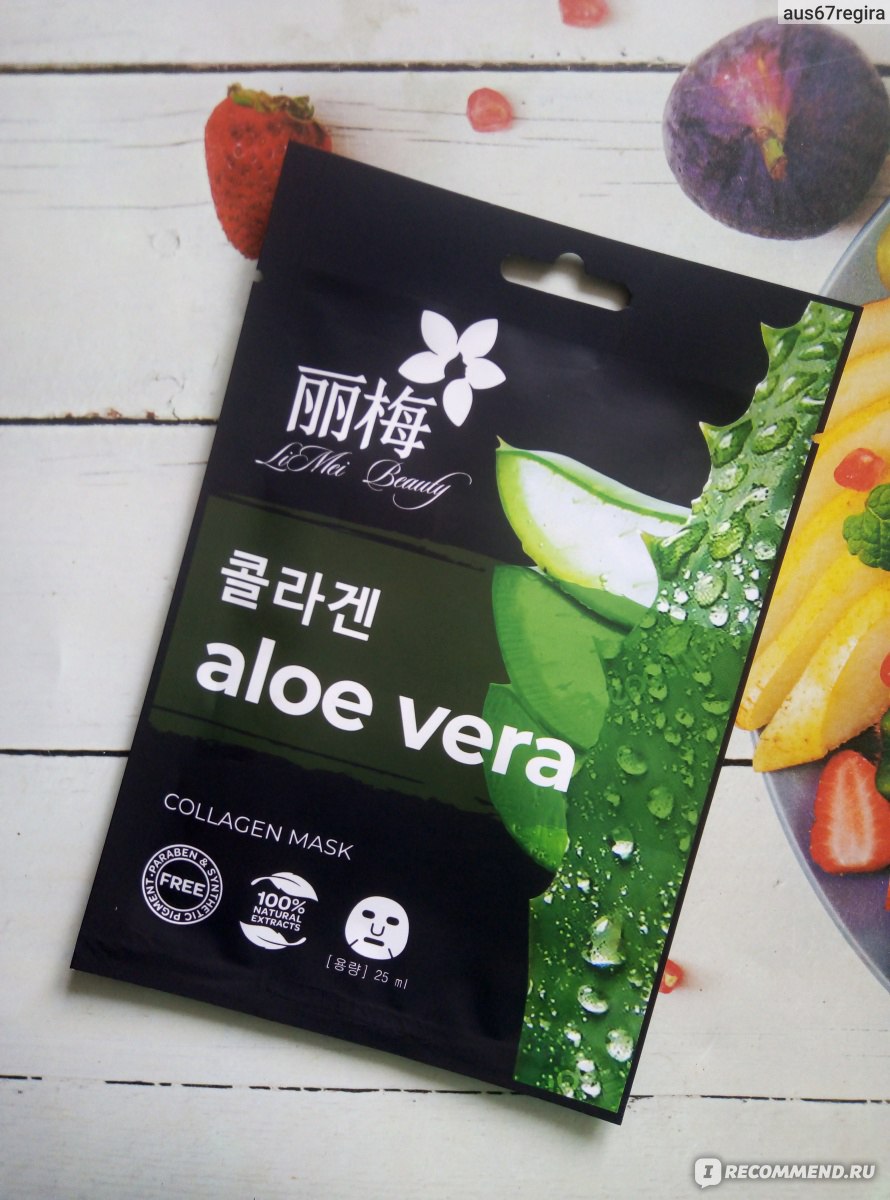 aus67regira
丽梅
LiMei Beauty
콜라겐
aloe vera
COLLAGEN MASK
PARABEN & SYNTHETIC PIGMENT
FREE
100%
NATURAL
EXTRACTS
[용량] 25 ml
I RECOMMEND.RU